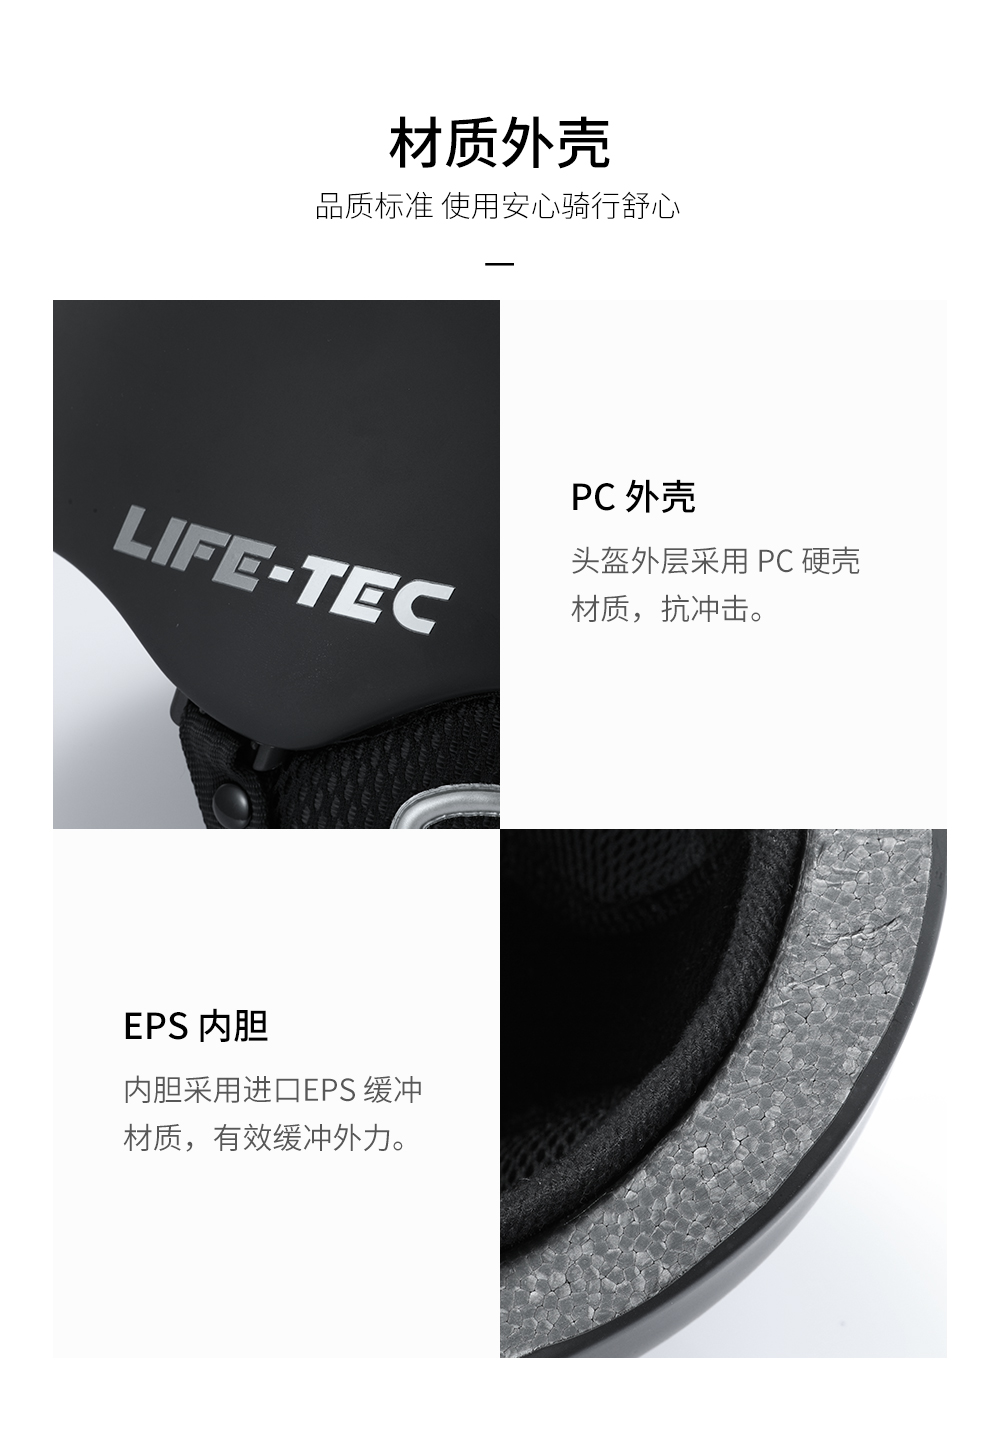 材质外壳
品质标准 使用安心骑行舒心
LIFE-TEC
PC 外壳
头盔外层采用 PC 硬壳
材质，抗冲击。
EPS 内胆
内胆采用进口EPS 缓冲
材质，有效缓冲外力。